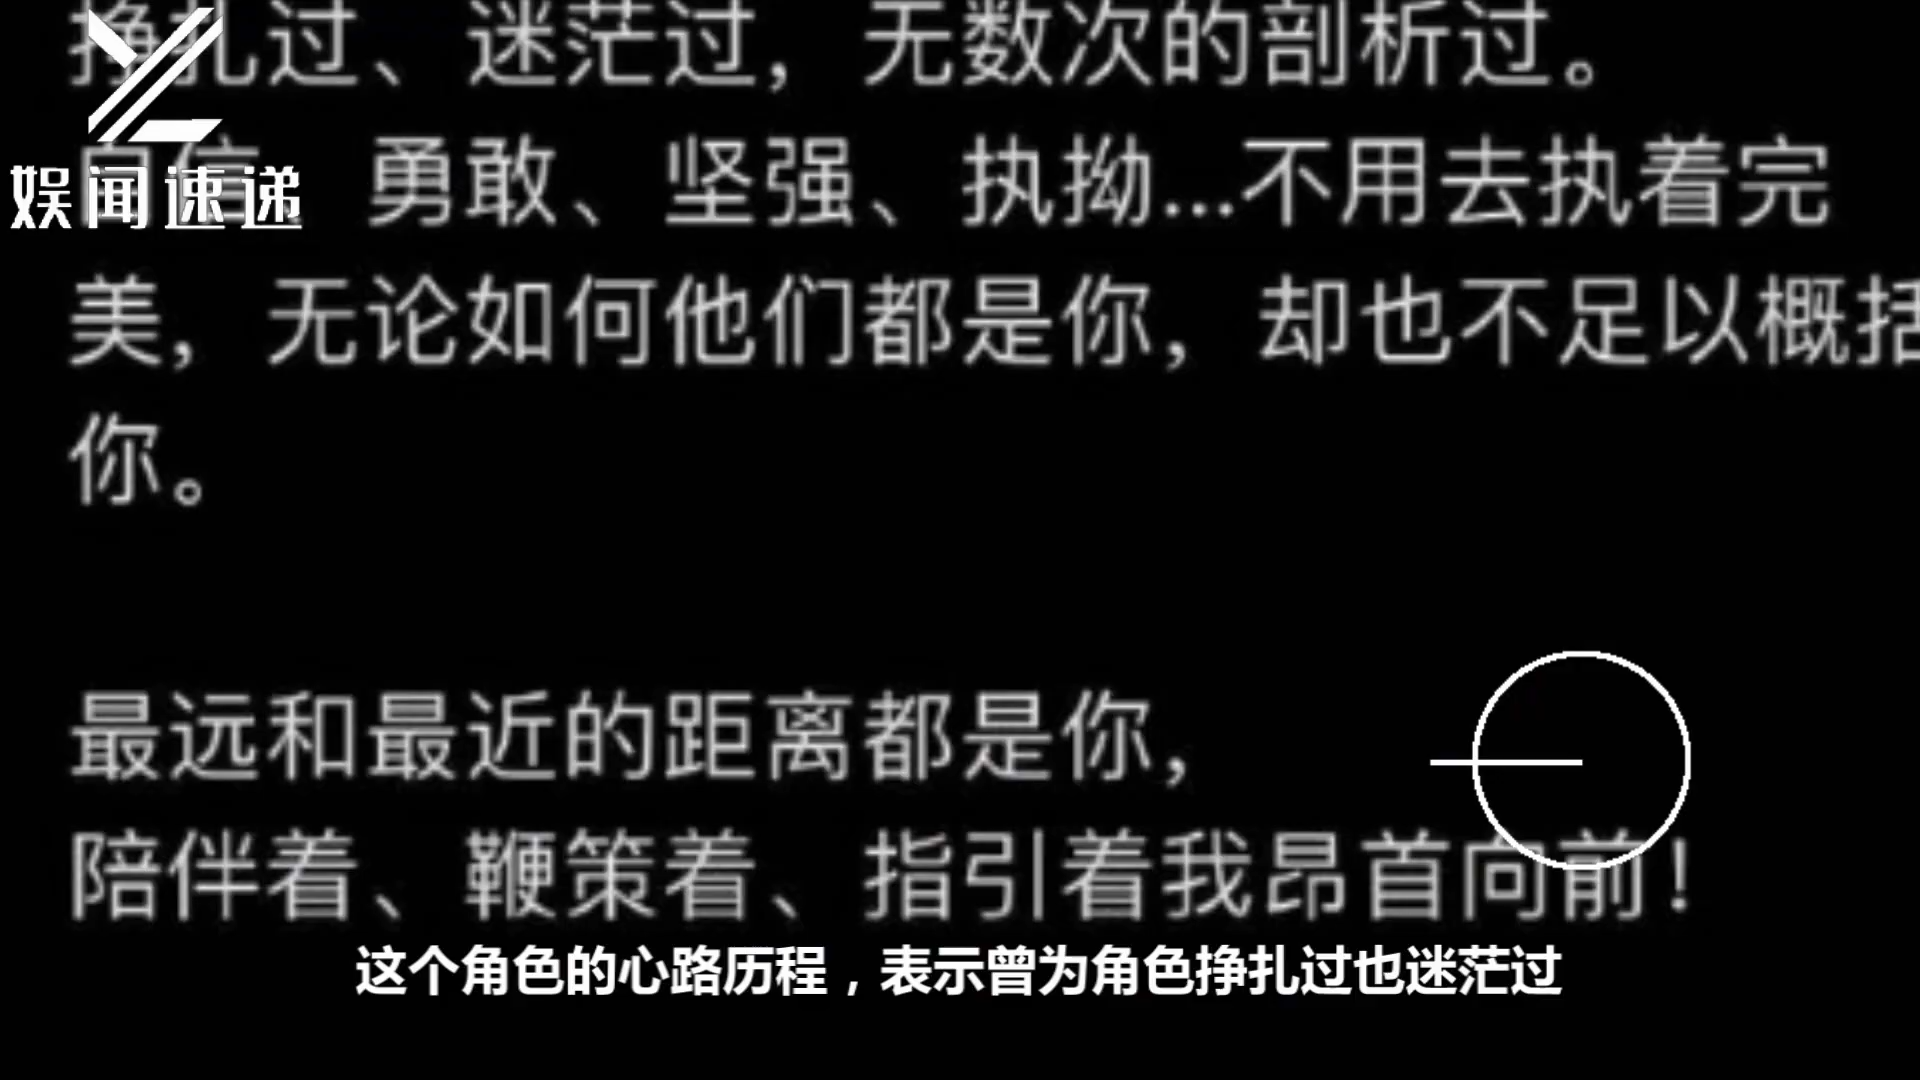 挣扎过、迷茫过，无数次的剖析过。
自信、勇敢、坚强、执拗...不用去执着完
美，无论如何他们都是你，却也不足以概括
你。
最远和最近的距离都是你，
陪伴着、鞭策着、指引着我昂首向前！
娱闻速递
这个角色的心路历程，表示曾为角色挣扎过也迷茫过